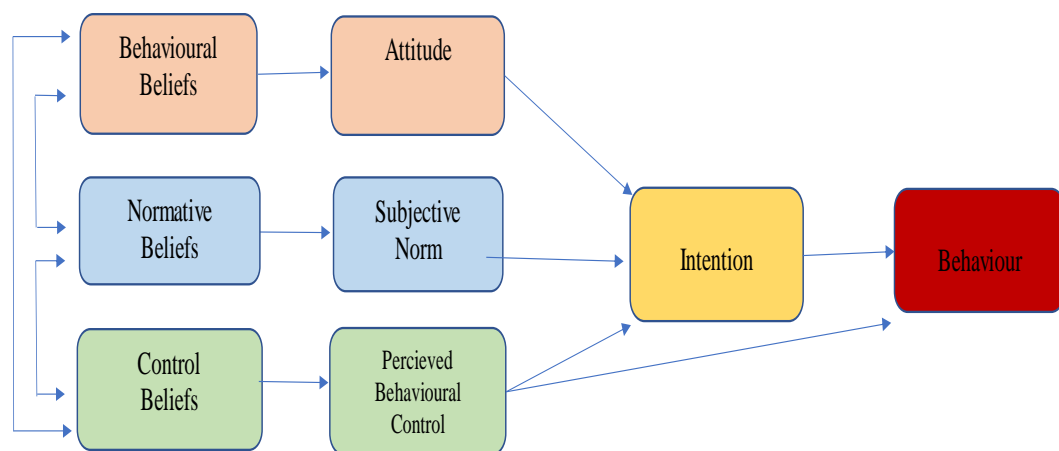 Behavioural
Beliefs
Attitude
Normative
Beliefs
Subjective
Norm
Intention
Behaviour
Control
Beliefs
Percieved
Behavioural
Control